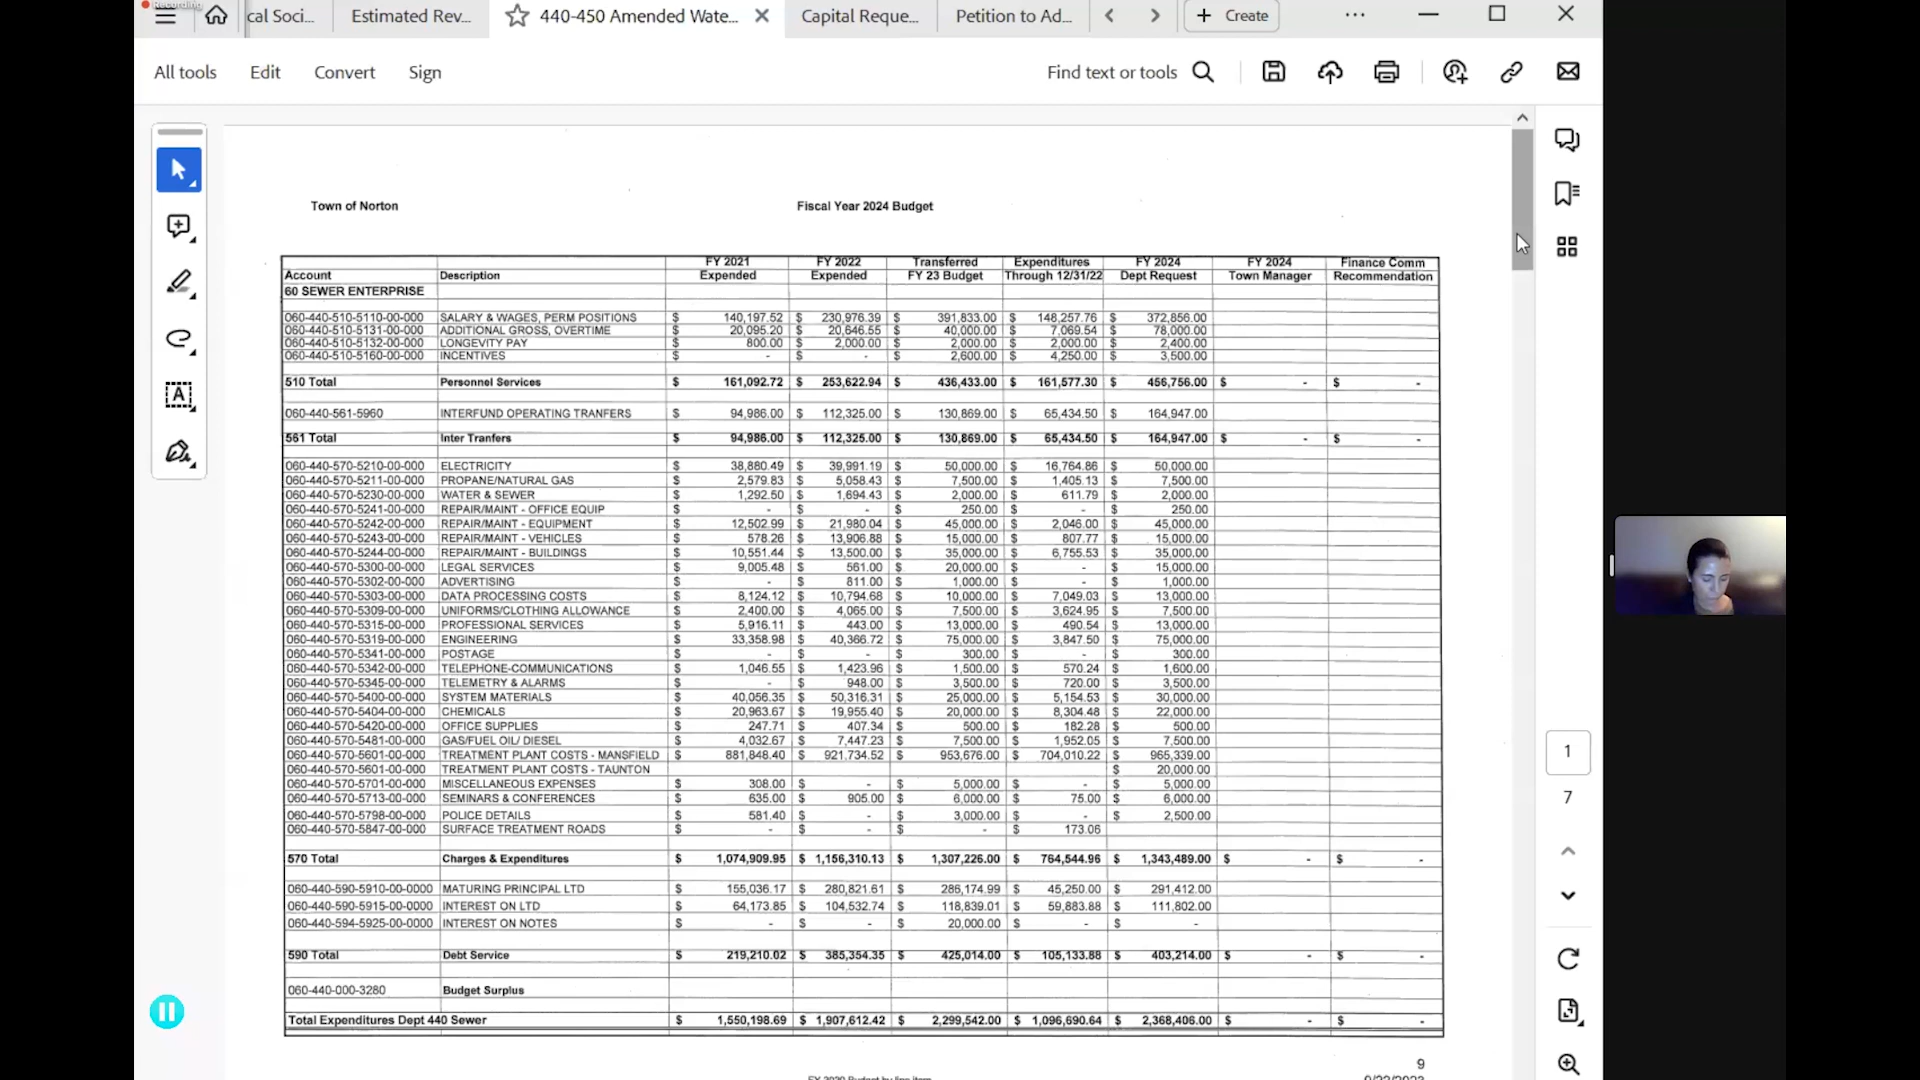 Recording
cal Soci... Estimated Rev... 440-450 Amended Wate... Capital Reque... Petition to Ad... Create
All tools Edit Convert Sign Find text or tools
Town of Norton Fiscal Year 2024 Budget
FY 2021 FY 2022 Transferred Expenditures FY 2024 FY 2024 Finance Comm
Account Description Expended Expended FY 23 Budget Through 12/31/22 Dept Request Town Manager Recommendation
60 SEWER ENTERPRISE
060-440-510-5110-00-000 SALARY & WAGES, PERM POSITIONS $ 140,197.52 $ 230,976.39 $ 391,833.00 $ 148,257.76 $ 372,856.00
060-440-510-5131-00-000 ADDITIONAL GROSS, OVERTIME $ 20,095.20 $ 20,646.55 $ 40,000.00 $ 7,069.54 $ 78,000.00
060-440-510-5132-00-000 LONGEVITY PAY $ 800.00 $ 2,000.00 $ 2,000.00 $ 2,000.00 $ 2,400.00
060-440-510-5160-00-000 INCENTIVES $ - $ - $ 2,600.00 $ 4,250.00 $ 3,500.00
510 Total Personnel Services $ 161,092.72 $ 253,622.94 $ 436,433.00 $ 161,577.30 $ 456,756.00 $ - $ -
060-440-561-5960 INTERFUND OPERATING TRANFERS $ 94,986.00 $ 112,325.00 $ 130,869.00 $ 65,434.50 $ 164,947.00
561 Total Inter Tranfers $ 94,986.00 $ 112,325.00 $ 130,869.00 $ 65,434.50 $ 164,947.00 $ - $ -
060-440-570-5210-00-000 ELECTRICITY $ 38,880.49 $ 39,991.19 $ 50,000.00 $ 16,764.86 $ 50,000.00
060-440-570-5211-00-000 PROPANE/NATURAL GAS $ 2,579.83 $ 5,058.43 $ 7,500.00 $ 1,405.13 $ 7,500.00
060-440-570-5230-00-000 WATER & SEWER $ 1,292.50 $ 1,694.43 $ 2,000.00 $ 611.79 $ 2,000.00
060-440-570-5241-00-000 REPAIR/MAINT - OFFICE EQUIP $ - $ - $ 250.00 $ - $ 250.00
060-440-570-5242-00-000 REPAIR/MAINT - EQUIPMENT $ 12,502.99 $ 21,980.04 $ 45,000.00 $ 2,046.00 $ 45,000.00
060-440-570-5243-00-000 REPAIR/MAINT - VEHICLES $ 578.26 $ 13,906.88 $ 15,000.00 $ 807.77 $ 15,000.00
060-440-570-5244-00-000 REPAIR/MAINT - BUILDINGS $ 10,551.44 $ 13,500.00 $ 35,000.00 $ 6,755.53 $ 35,000.00
060-440-570-5300-00-000 LEGAL SERVICES $ 9,005.48 $ 561.00 $ 20,000.00 $ - $ 15,000.00
060-440-570-5302-00-000 ADVERTISING $ - $ 811.00 $ 1,000.00 $ - $ 1,000.00
060-440-570-5303-00-000 DATA PROCESSING COSTS $ 8,124.12 $ 10,794.68 $ 10,000.00 $ 7,049.03 $ 13,000.00
060-440-570-5309-00-000 UNIFORMS/CLOTHING ALLOWANCE $ 2,400.00 $ 4,065.00 $ 7,500.00 $ 3,624.95 $ 7,500.00
060-440-570-5315-00-000 PROFESSIONAL SERVICES $ 5,916.11 $ 443.00 $ 13,000.00 $ 490.54 $ 13,000.00
060-440-570-5319-00-000 ENGINEERING $ 33,358.98 $ 40,366.72 $ 75,000.00 $ 3,847.50 $ 75,000.00
060-440-570-5341-00-000 POSTAGE $ - $ - $ 300.00 $ - $ 300.00
060-440-570-5342-00-000 TELEPHONE-COMMUNICATIONS $ 1,046.55 $ 1,423.96 $ 1,500.00 $ 570.24 $ 1,600.00
060-440-570-5345-00-000 TELEMETRY & ALARMS $ - $ 948.00 $ 3,500.00 $ 720.00 $ 3,500.00
060-440-570-5400-00-000 SYSTEM MATERIALS $ 40,056.35 $ 50,316.31 $ 25,000.00 $ 5,154.53 $ 30,000.00
060-440-570-5404-00-000 CHEMICALS $ 20,963.67 $ 19,955.40 $ 20,000.00 $ 8,304.48 $ 22,000.00
060-440-570-5420-00-000 OFFICE SUPPLIES $ 247.71 $ 407.34 $ 500.00 $ 182.28 $ 500.00
060-440-570-5481-00-000 GAS/FUEL OIL/ DIESEL $ 4,032.67 $ 7,447.23 $ 7,500.00 $ 1,952.05 $ 7,500.00
060-440-570-5601-00-000 TREATMENT PLANT COSTS - MANSFIELD $ 881,848.40 $ 921,734.52 $ 953,676.00 $ 704,010.22 $ 965,339.00
060-440-570-5601-00-000 TREATMENT PLANT COSTS - TAUNTON $ 20,000.00
060-440-570-5701-00-000 MISCELLANEOUS EXPENSES $ 308.00 $ - $ 5,000.00 $ - $ 5,000.00
060-440-570-5713-00-000 SEMINARS & CONFERENCES $ 635.00 $ 905.00 $ 6,000.00 $ 75.00 $ 6,000.00
060-440-570-5798-00-000 POLICE DETAILS $ 581.40 $ - $ 3,000.00 $ - $ 2,500.00
060-440-570-5847-00-000 SURFACE TREATMENT ROADS $ - $ - $ - $ 173.06
570 Total Charges & Expenditures $ 1,074,909.95 $ 1,156,310.13 $ 1,307,226.00 $ 764,544.96 $ 1,343,489.00 $ - $ -
060-440-590-5910-00-0000 MATURING PRINCIPAL LTD $ 155,036.17 $ 280,821.61 $ 286,174.99 $ 45,250.00 $ 291,412.00
060-440-590-5915-00-0000 INTEREST ON LTD $ 64,173.85 $ 104,532.74 $ 118,839.01 $ 59,883.88 $ 111,802.00
060-440-594-5925-00-0000 INTEREST ON NOTES $ - $ - $ 20,000.00 $ - $ -
590 Total Debt Service $ 219,210.02 $ 385,354.35 $ 425,014.00 $ 105,133.88 $ 403,214.00 $ - $ -
060-440-000-3280 Budget Surplus
Total Expenditures Dept 440 Sewer $ 1,550,198.69 $ 1,907,612.42 $ 2,299,542.00 $ 1,096,690.64 $ 2,368,406.00 $ - $ -
9
1
7